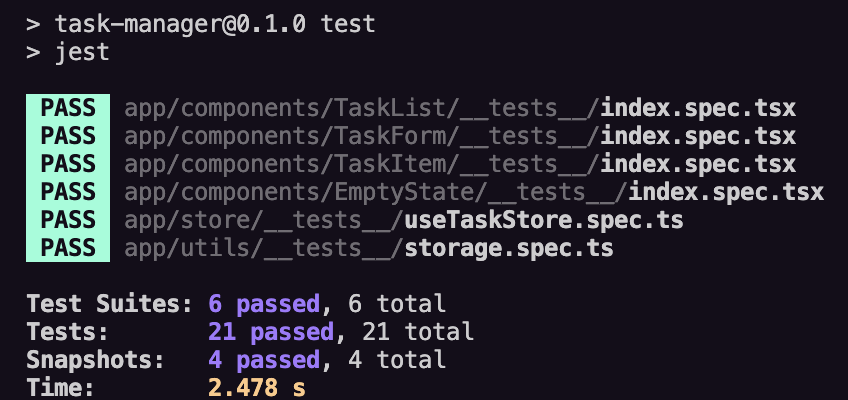 > task-manager@0.1.0 test
> jest
PASS app/components/TaskList/__tests__/index.spec.tsx
PASS app/components/TaskForm/__tests__/index.spec.tsx
PASS app/components/TaskItem/__tests__/index.spec.tsx
PASS app/components/EmptyState/__tests__/index.spec.tsx
PASS app/store/__tests__/useTaskStore.spec.ts
PASS app/utils/__tests__/storage.spec.ts
Test Suites: 6 passed, 6 total
Tests: 21 passed, 21 total
Snapshots: 4 passed, 4 total
Time: 2.478 s